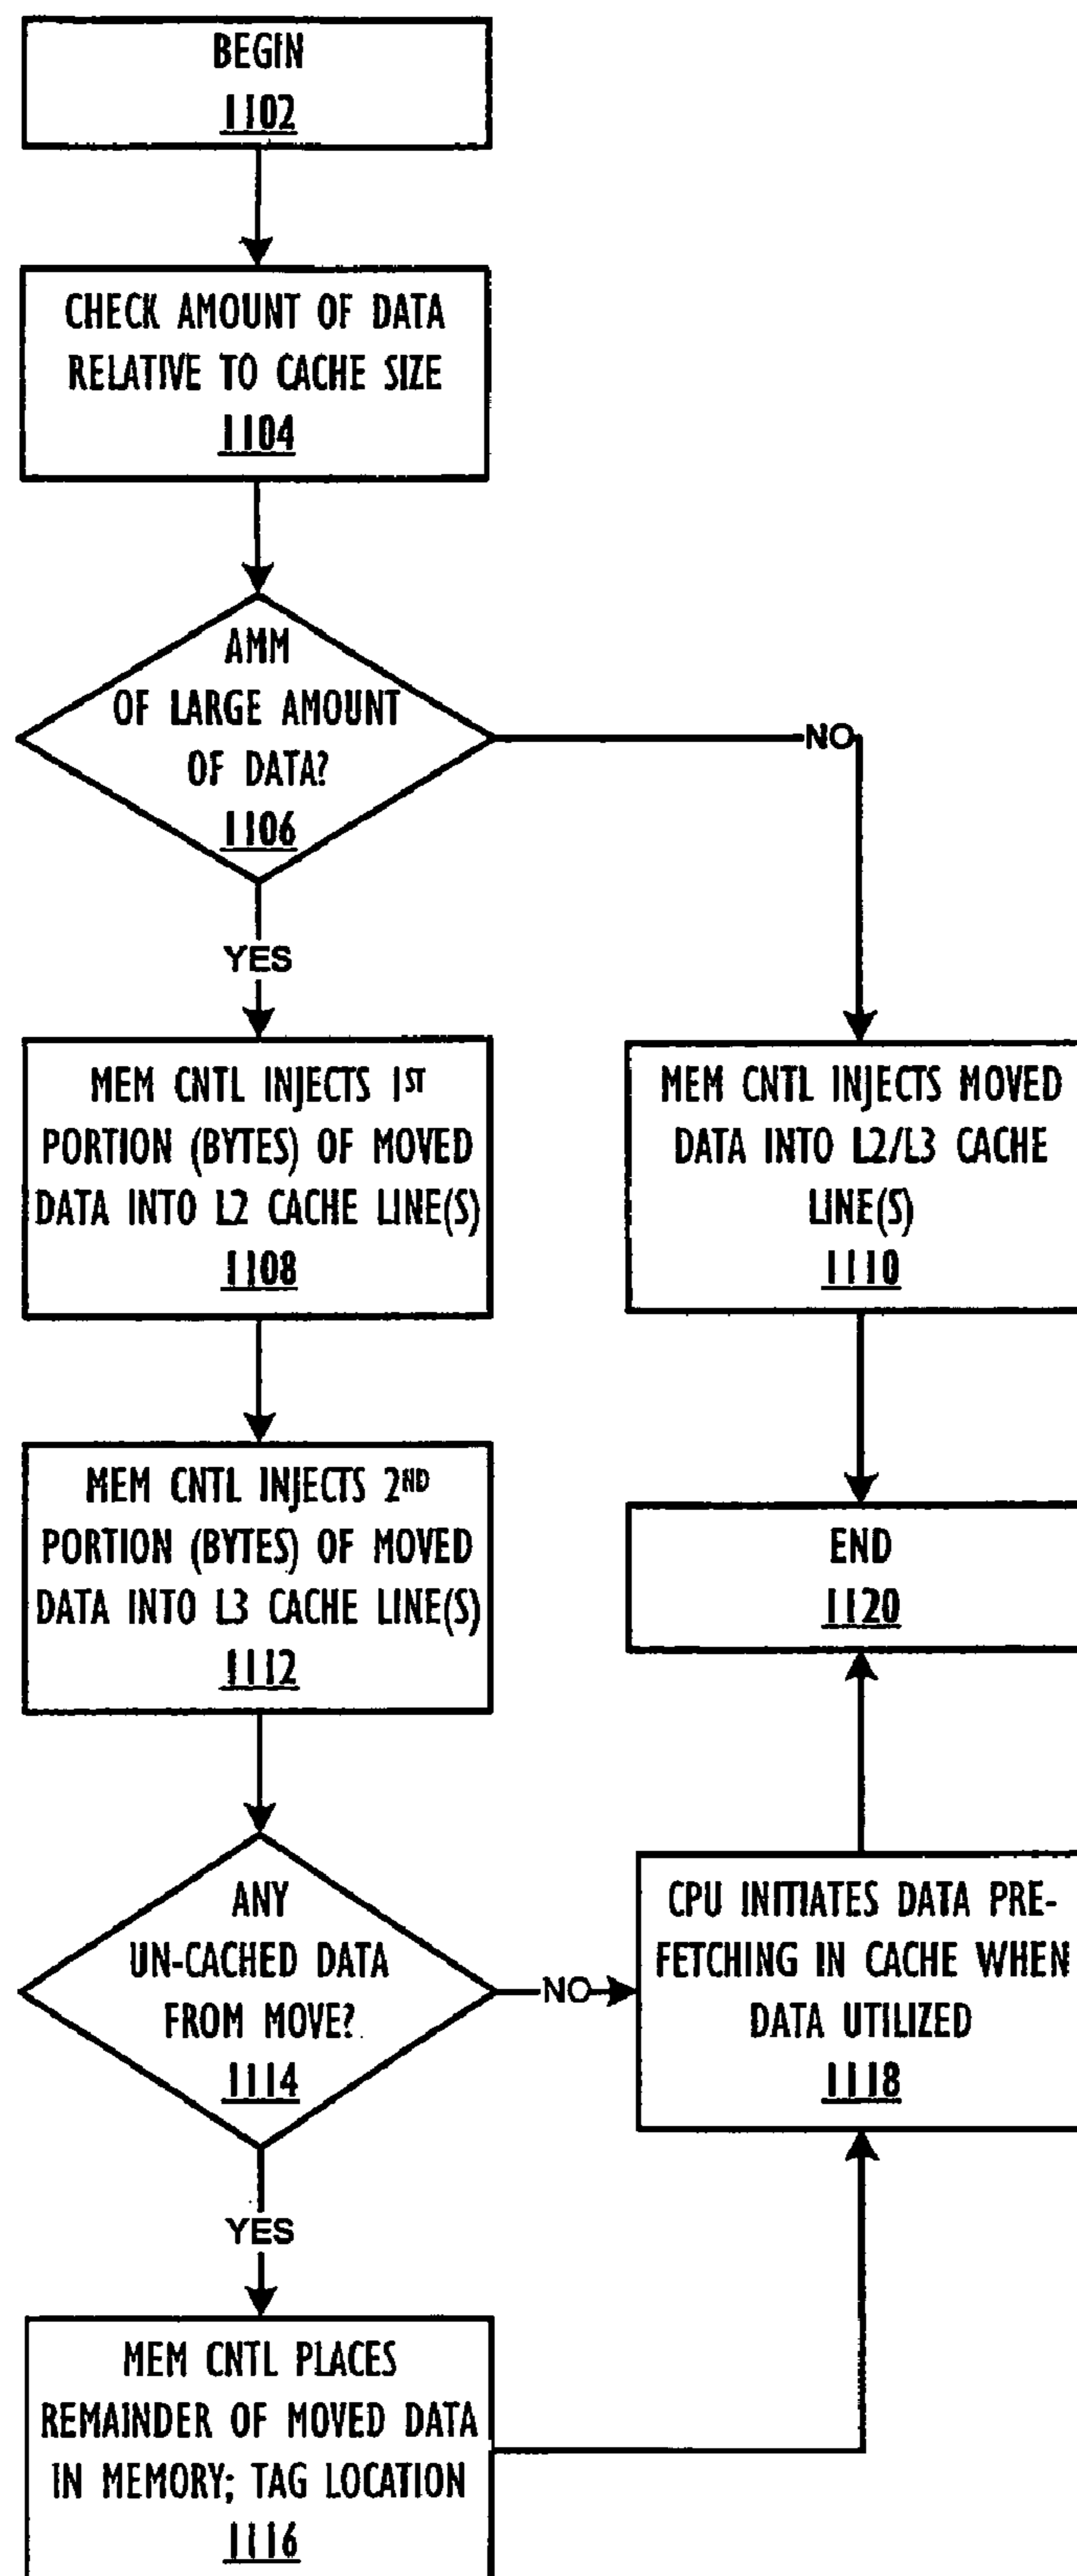 BEGIN
1102
CHECK AMOUNT OF DATA
RELATIVE TO CACHE SIZE
1104
AMM
OF LARGE AMOUNT
OF DATA?
1106
NO
YES
MEM CNTL INJECTS 1ST
PORTION (BYTES) OF MOVED
DATA INTO L2 CACHE LINE(S)
1108
MEM CNTL INJECTS MOVED
DATA INTO L2/L3 CACHE
LINE(S)
1110
MEM CNTL INJECTS 2ND
PORTION (BYTES) OF MOVED
DATA INTO L3 CACHE LINE(S)
1112
END
1120
ANY
UN-CACHED DATA
FROM MOVE?
1114
NO
CPU INITIATES DATA PRE-
FETCHING IN CACHE WHEN
DATA UTILIZED
1118
YES
MEM CNTL PLACES
REMAINDER OF MOVED DATA
IN MEMORY; TAG LOCATION
1116